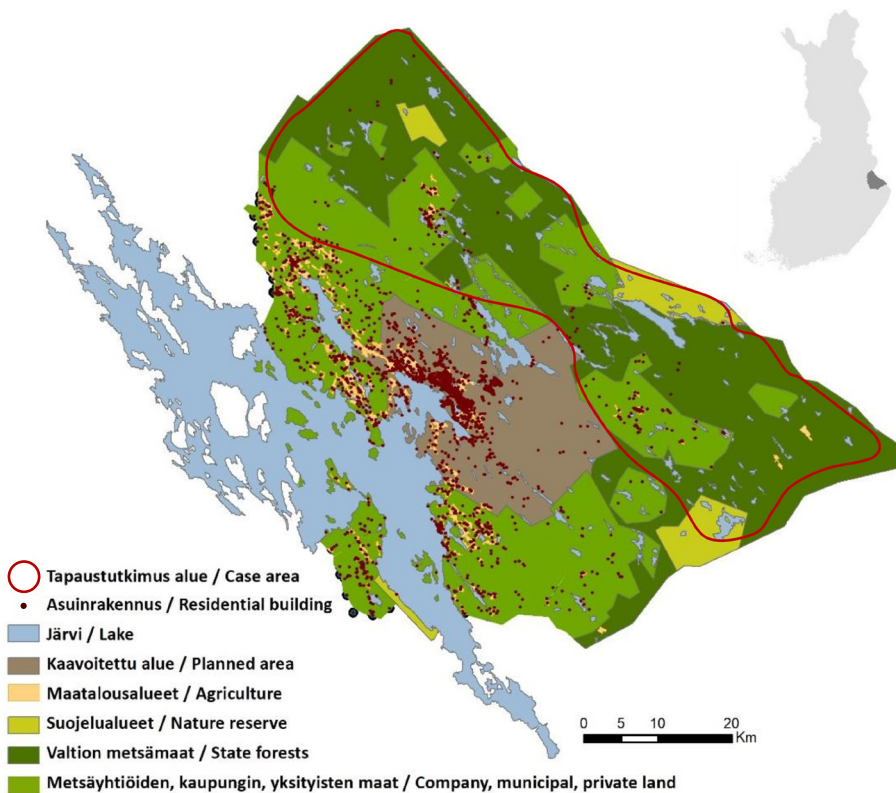 Tapaustutkimus alue / Case area
Asuinrakennus / Residential building
Järvi / Lake
Kaavoitettu alue / Planned area
Maatalousalueet / Agriculture
Suojelualueet / Nature reserve
Valtion metsämaat / State forests
Metsäyhtiöiden, kaupungin, yksityisten maat / Company, municipal, private land
0 5 10 20
Km